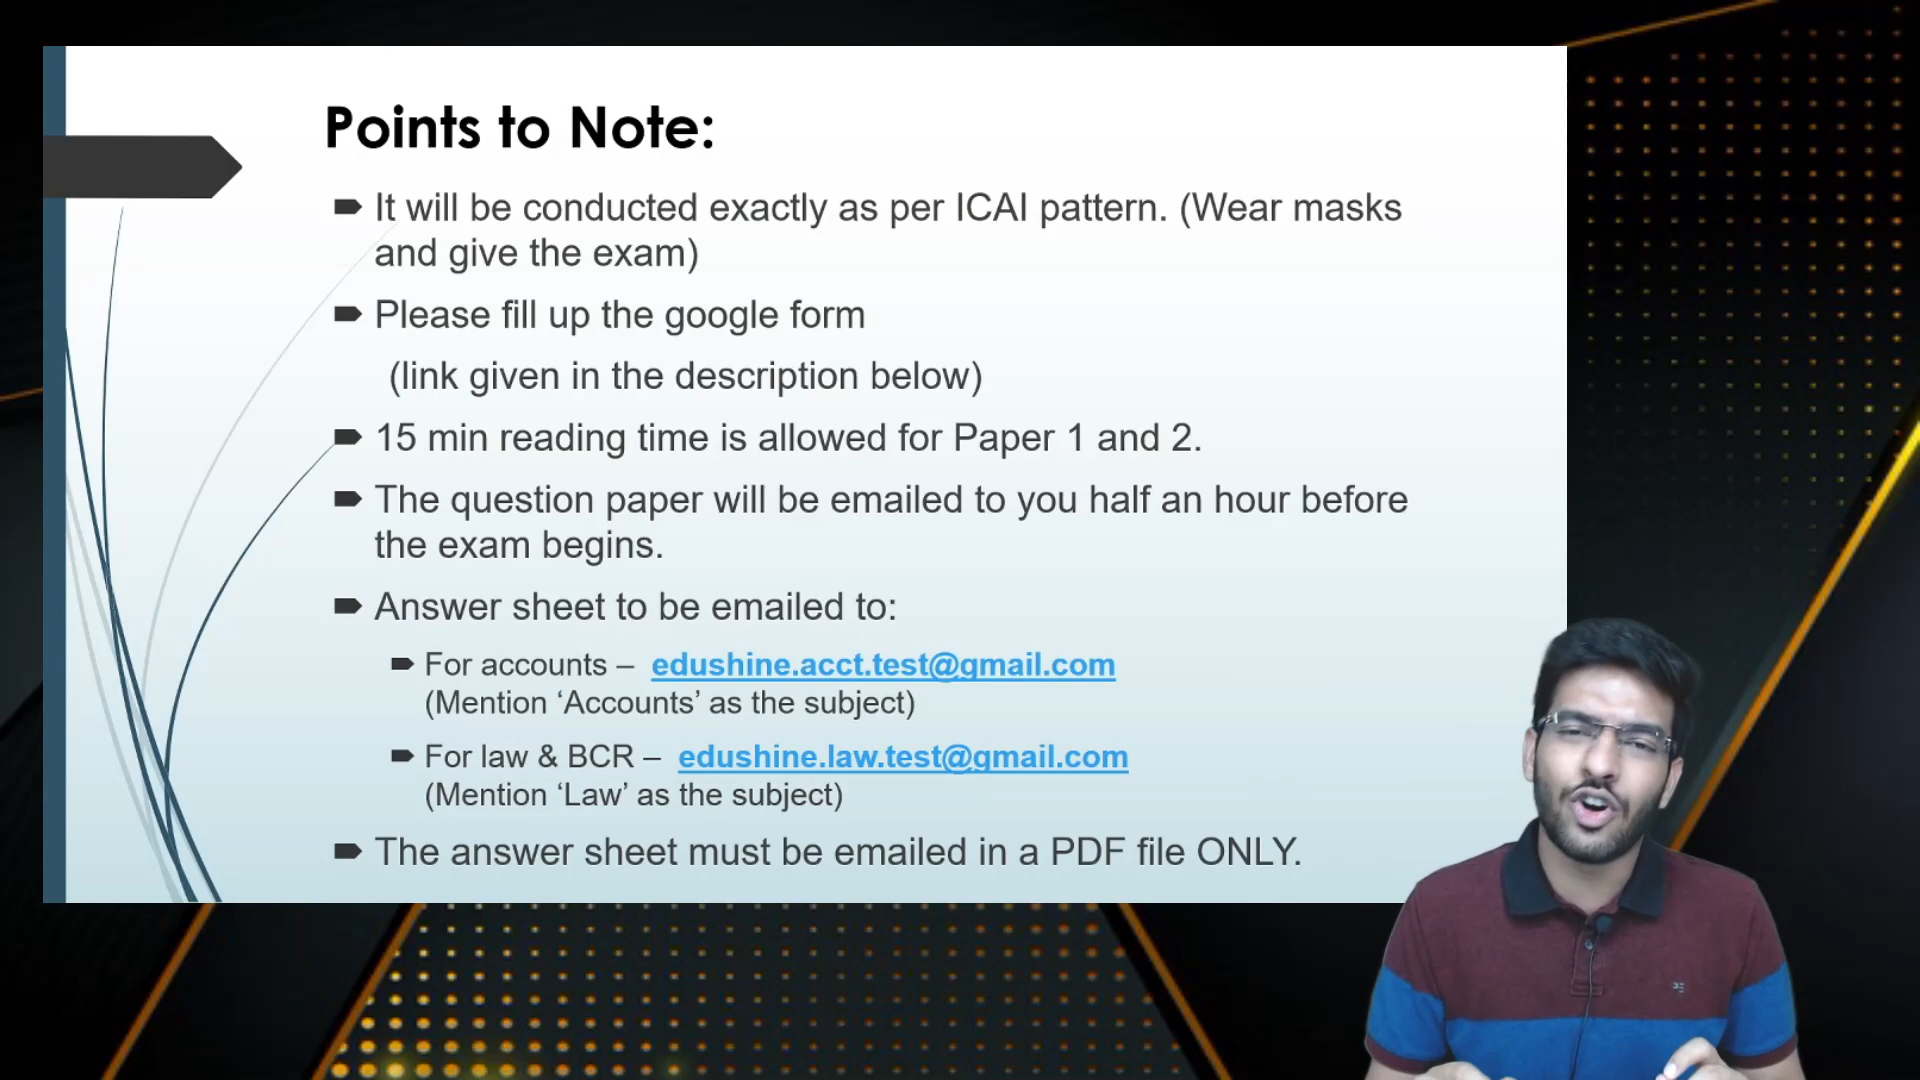 Points to Note:
It will be conducted exactly as per ICAI pattern. (Wear masks
and give the exam)
Please fill up the google form
(link given in the description below)
15 min reading time is allowed for Paper 1 and 2.
The question paper will be emailed to you half an hour before
the exam begins.
Answer sheet to be emailed to:
For accounts – edushine.acct.test@gmail.com
(Mention ‘Accounts’ as the subject)
For law & BCR – edushine.law.test@gmail.com
(Mention ‘Law’ as the subject)
The answer sheet must be emailed in a PDF file ONLY.